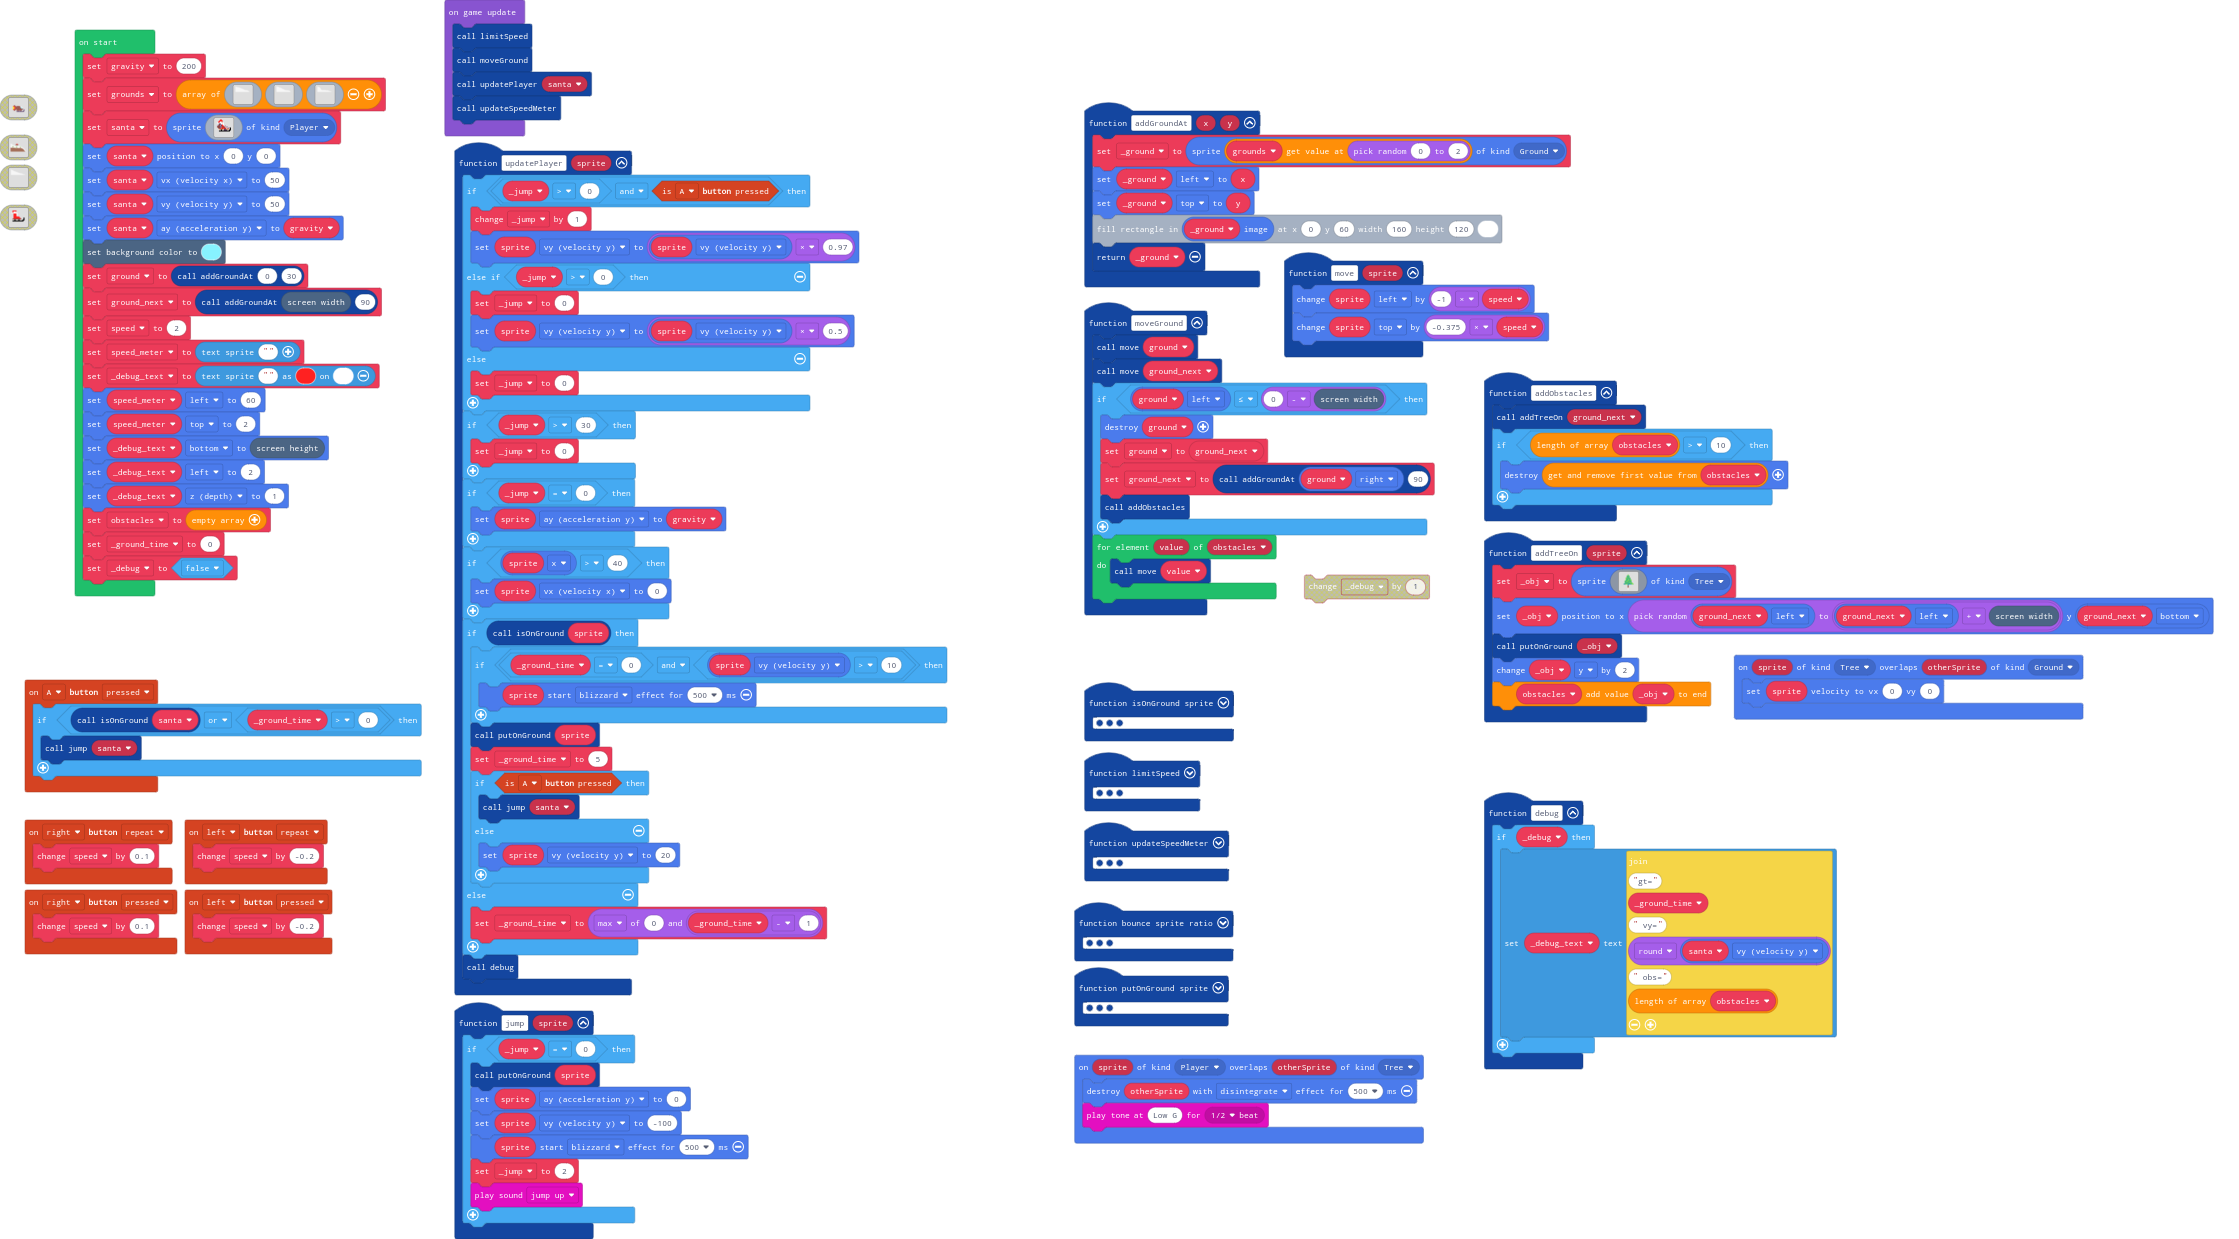 on start
set gravity to 200
set grounds to array of
set santa to sprite of kind Player
set santa position to x 0 y 0
set santa vx (velocity x) to 50
set santa vy (velocity y) to 50
set santa ay (acceleration y) to gravity
set background color to
set ground to call addGroundAt 0 30
set ground_next to call addGroundAt screen width 90
set speed to 2
set speed_meter to text sprite ""
set _debug_text to text sprite "" as on
set speed_meter left to 60
set speed_meter top to 2
set _debug_text bottom to screen height
set _debug_text left to 2
set _debug_text z (depth) to 1
set obstacles to empty array
set _ground_time to 0
set _debug to false
on A button pressed
if call isOnGround santa or _ground_time > 0 then
call jump santa
on right button repeat
change speed by 0.1
on left button repeat
change speed by -0.2
on right button pressed
change speed by 0.1
on left button pressed
change speed by -0.2
on game update
call limitSpeed
call moveGround
call updatePlayer santa
call updateSpeedMeter
function updatePlayer sprite
if _jump > 0 and is A button pressed then
change _jump by 1
set sprite vy (velocity y) to sprite vy (velocity y) × 0.97
else if _jump > 0 then
set _jump to 0
set sprite vy (velocity y) to sprite vy (velocity y) × 0.5
else
set _jump to 0
if _jump > 30 then
set _jump to 0
if _jump = 0 then
set sprite ay (acceleration y) to gravity
if sprite x > 40 then
set sprite vx (velocity x) to 0
if call isOnGround sprite then
if _ground_time = 0 and sprite vy (velocity y) > 10 then
sprite start blizzard effect for 500 ms
call putOnGround sprite
set _ground_time to 5
if is A button pressed then
call jump santa
else
set sprite vy (velocity y) to 20
else
set _ground_time to max of 0 and _ground_time - 1
call debug
function jump sprite
if _jump = 0 then
call putOnGround sprite
set sprite ay (acceleration y) to 0
set sprite vy (velocity y) to -100
sprite start blizzard effect for 500 ms
set _jump to 2
play sound jump up
function addGroundAt x y
set _ground to sprite grounds get value at pick random 0 to 2 of kind Ground
set _ground left to x
set _ground top to y
fill rectangle in _ground image at x 0 y 60 width 160 height 120
return _ground
function move sprite
change sprite left by -1 × speed
change sprite top by -0.375 × speed
function moveGround
call move ground
call move ground_next
if ground left ≤ 0 - screen width then
destroy ground
set ground to ground_next
set ground_next to call addGroundAt ground right 90
call addObstacles
for element value of obstacles
do call move value
change _debug by 1
function isOnGround sprite
function limitSpeed
function updateSpeedMeter
function bounce sprite ratio
function putOnGround sprite
on sprite of kind Player overlaps otherSprite of kind Tree
destroy otherSprite with disintegrate effect for 500 ms
play tone at Low G for 1/2 beat
function addObstacles
call addTreeOn ground_next
if length of array obstacles > 10 then
destroy get and remove first value from obstacles
function addTreeOn sprite
set _obj to sprite of kind Tree
set _obj position to x pick random ground_next left to ground_next left + screen width y ground_next bottom
call putOnGround _obj
change _obj y by 2
obstacles add value _obj to end
on sprite of kind Tree overlaps otherSprite of kind Ground
set sprite velocity to vx 0 vy 0
function debug
if _debug then
set _debug_text text
join
"gt="
_ground_time
" vy="
round santa vy (velocity y)
" obs="
length of array obstacles